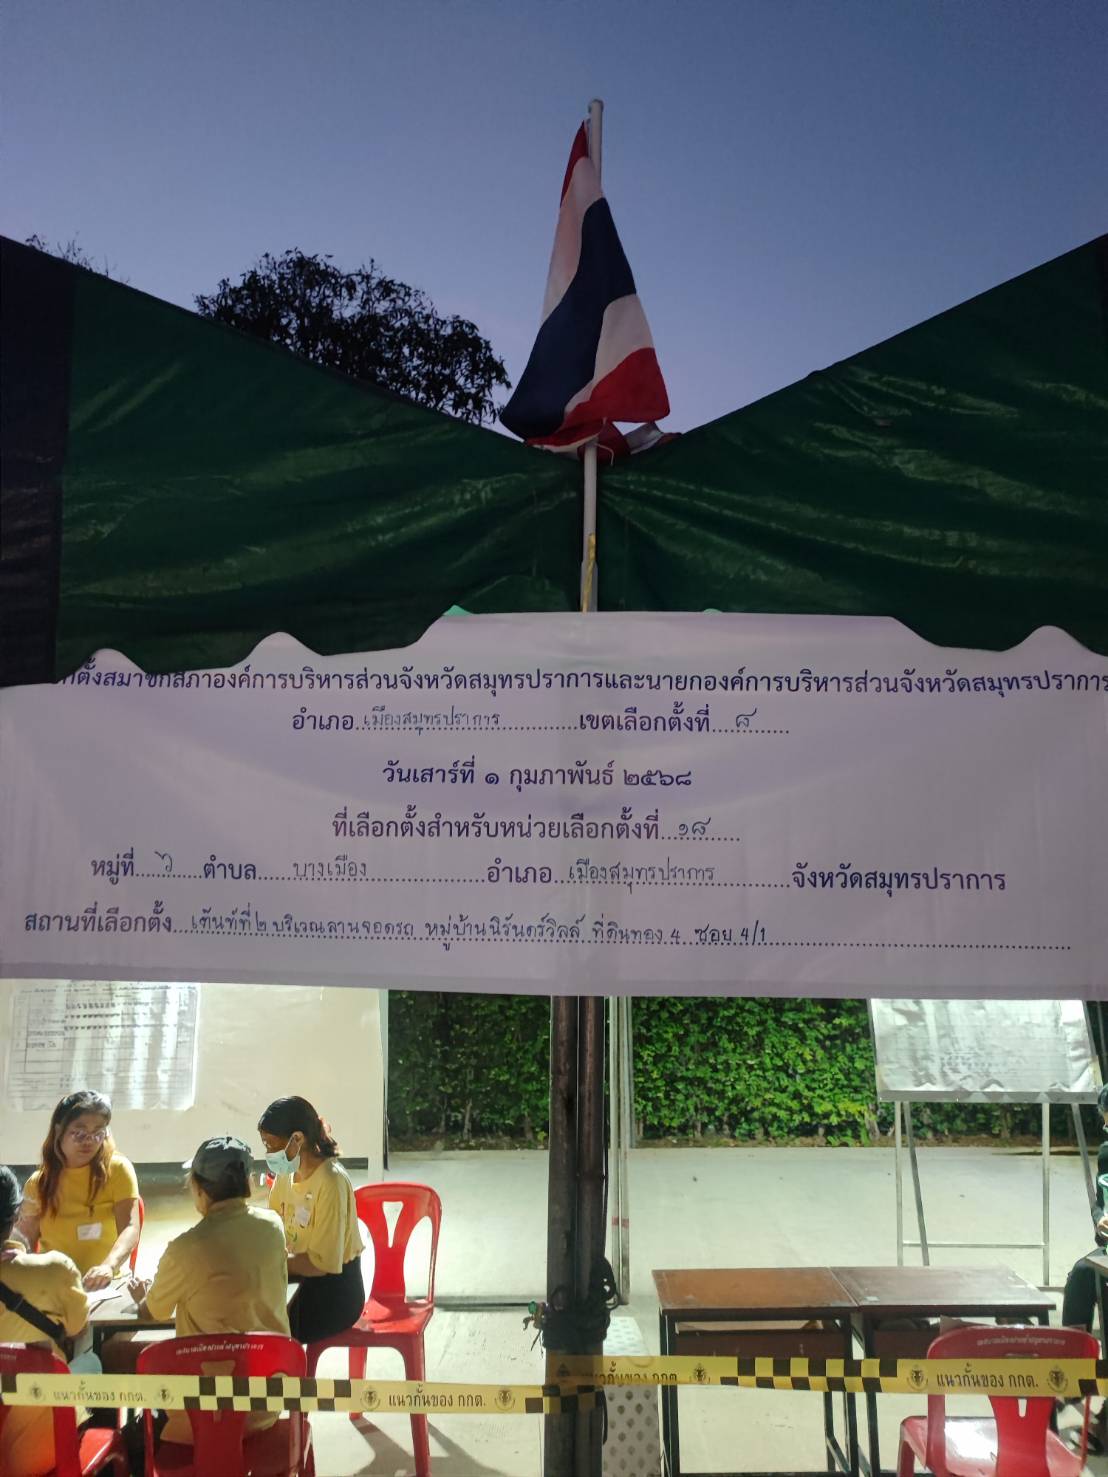 ตั้งสมาชิกสภาองค์การบริหารส่วนจังหวัดสมุทรปราการและนายกองค์การบริหารส่วนจังหวัดสมุทรปราการ
อำเภอ เมืองสมุทรปราการ เขตเลือกตั้งที่ ๘
วันเสาร์ที่ ๑ กุมภาพันธ์ ๒๕๖๘
ที่เลือกตั้งสำหรับหน่วยเลือกตั้งที่ ๑๘
หมู่ที่ ๖ ตำบล บางเมือง อำเภอ เมืองสมุทรปราการ จังหวัดสมุทรปราการ
สถานที่เลือกตั้ง เต้นท์ที่ ๒ บริเวณลานจอดรถ หมู่บ้านนิรันดร์วิลล์ ที่ดินทอง 4 ซอย 4/1
แนวกั้นของ กกต. แนวกั้นของ กกต. แนวกั้นของ กกต. แนวกั้นของ กกต.